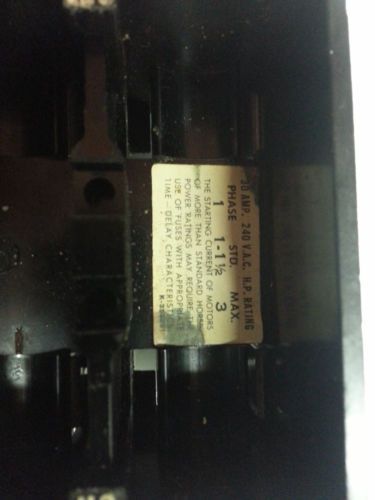 30 AMP. 240 V.A.C. H.P. RATING
PHASE STD. MAX.
1 1-1½ 3
THE STARTING CURRENT OF MOTORS
OF MORE THAN STANDARD HORSE
POWER RATINGS MAY REQUIRE THE
USE OF FUSES WITH APPROPRIATE
TIME-DELAY CHARACTERISTICS